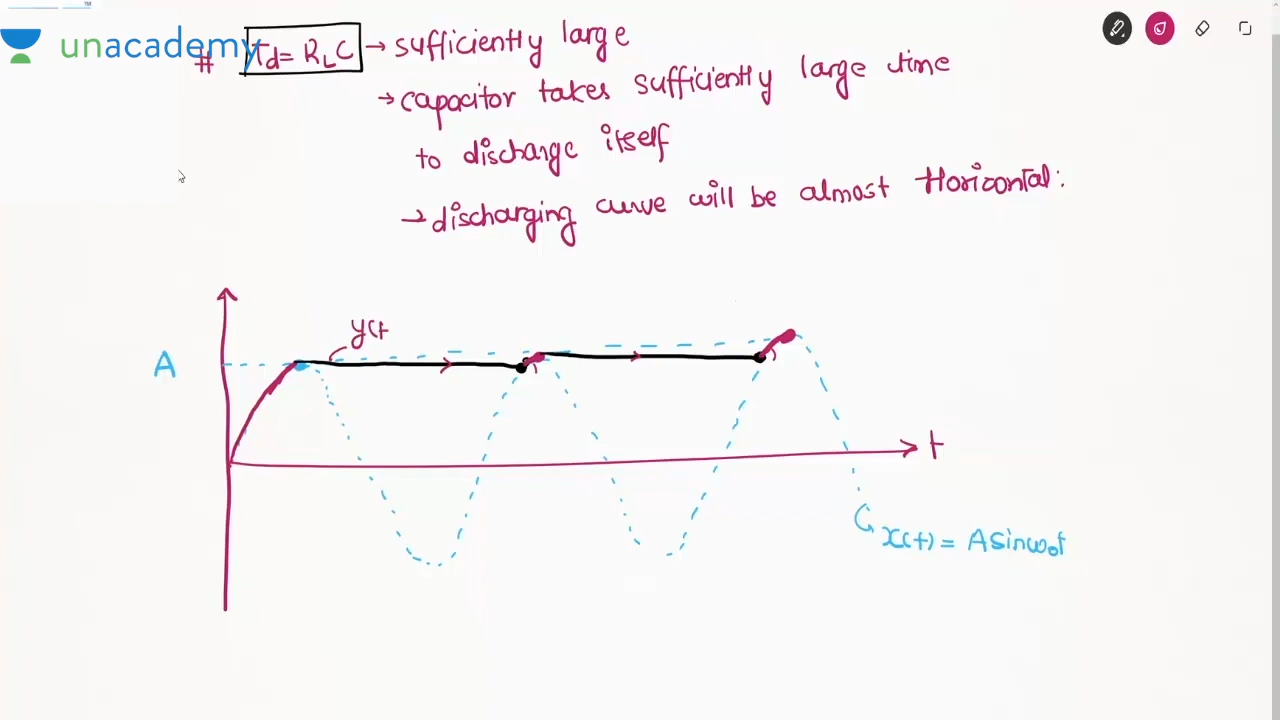 unacademy
# τd = RLC → sufficiently large
→ capacitor takes sufficiently large time
to discharge itself
→ discharging curve will be almost Horizontal:
y(t
A
t
x(t) = A sinω₀t